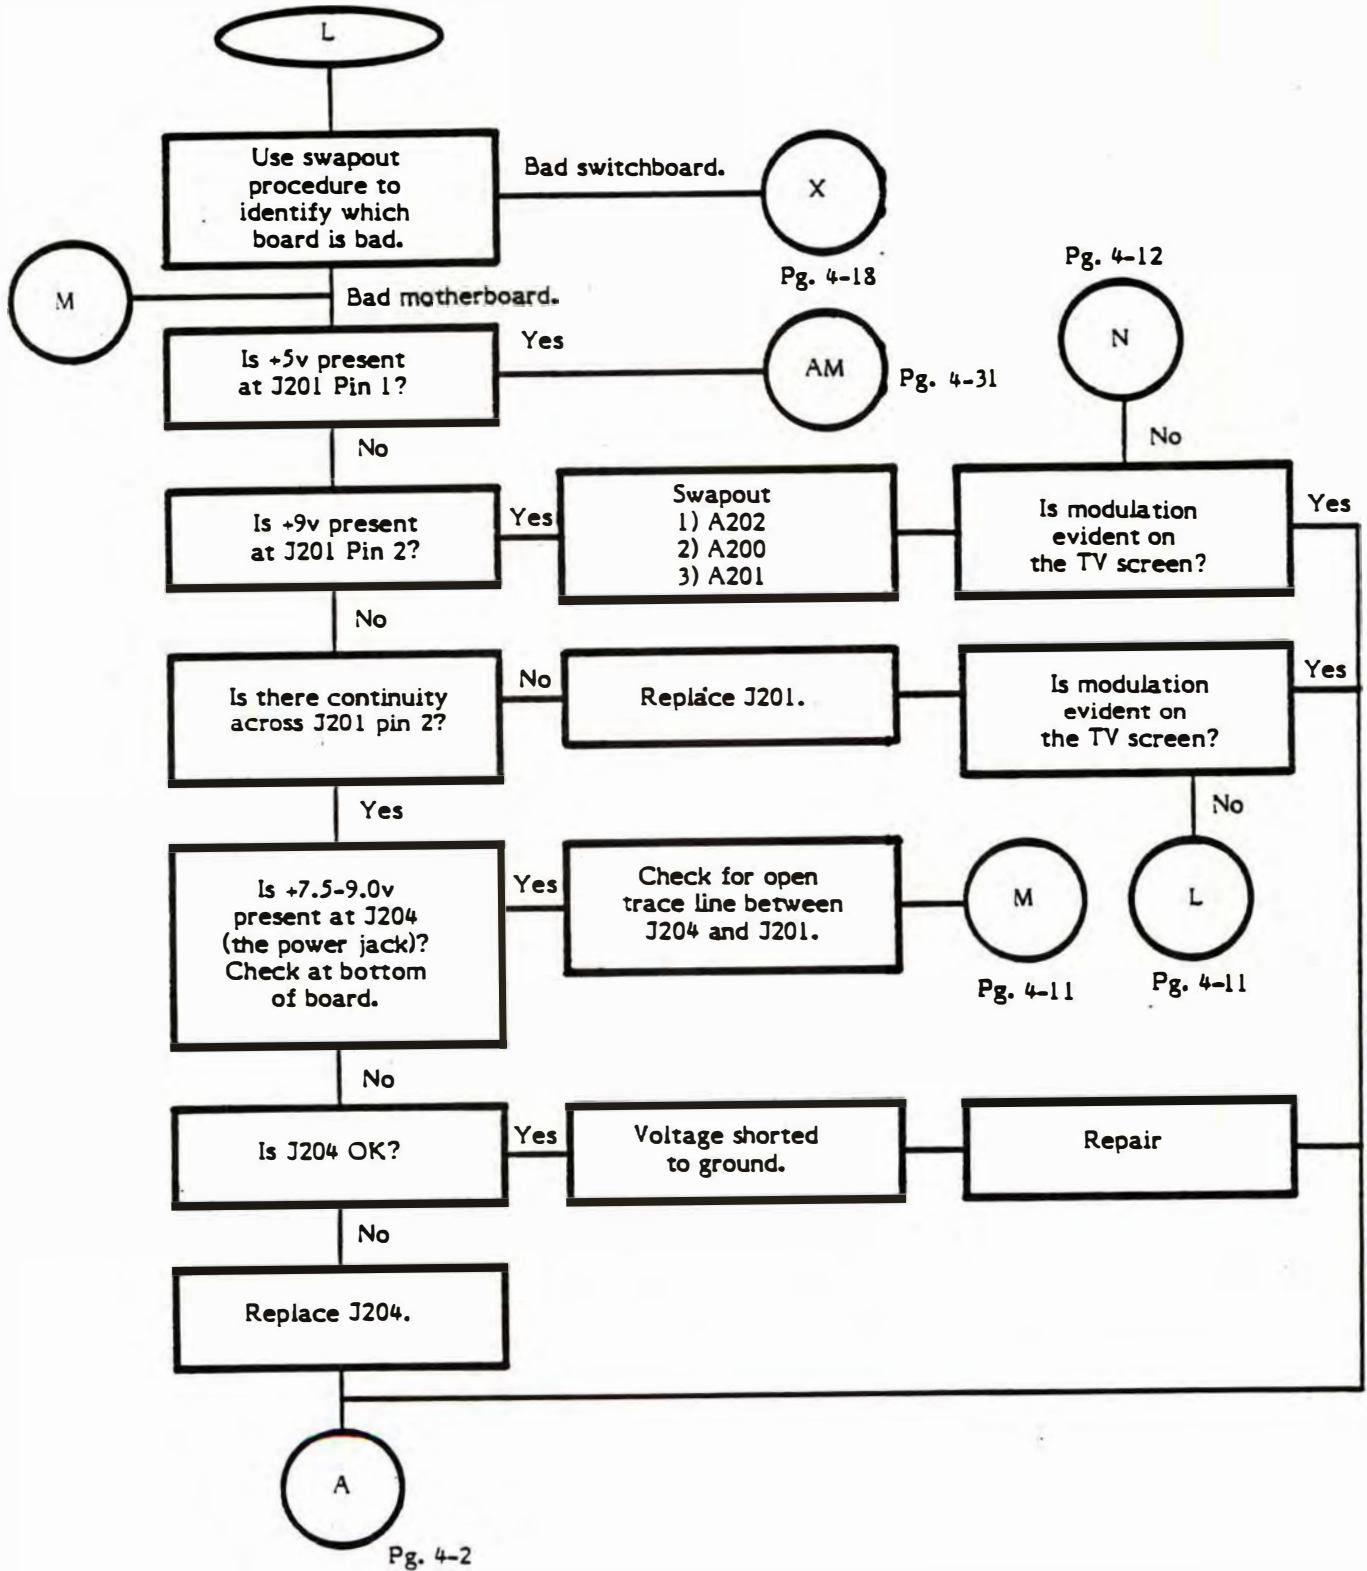 L
Use swapout
procedure to
identify which
board is bad.
Bad switchboard.
X
Pg. 4-18
M
Bad motherboard.
Is +5v present
at J201 Pin 1?
Yes
AM
Pg. 4-31
Pg. 4-12
N
No
No
Is +9v present
at J201 Pin 2?
Yes
Swapout
1) A202
2) A200
3) A201
Is modulation
evident on
the TV screen?
Yes
No
Is there continuity
across J201 pin 2?
No
Replace J201.
Is modulation
evident on
the TV screen?
Yes
No
L
Pg. 4-11
Yes
Is +7.5-9.0v
present at J204
(the power jack)?
Check at bottom
of board.
Yes
Check for open
trace line between
J204 and J201.
M
Pg. 4-11
No
Is J204 OK?
Yes
Voltage shorted
to ground.
Repair
No
Replace J204.
A
Pg. 4-2